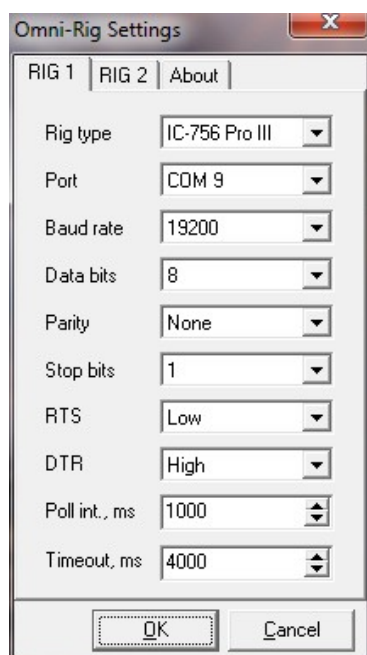 Omni-Rig Settings
RIG 1 RIG 2 About
Rig type IC-756 Pro III
Port COM 9
Baud rate 19200
Data bits 8
Parity None
Stop bits 1
RTS Low
DTR High
Poll int., ms 1000
Timeout, ms 4000
OK Cancel